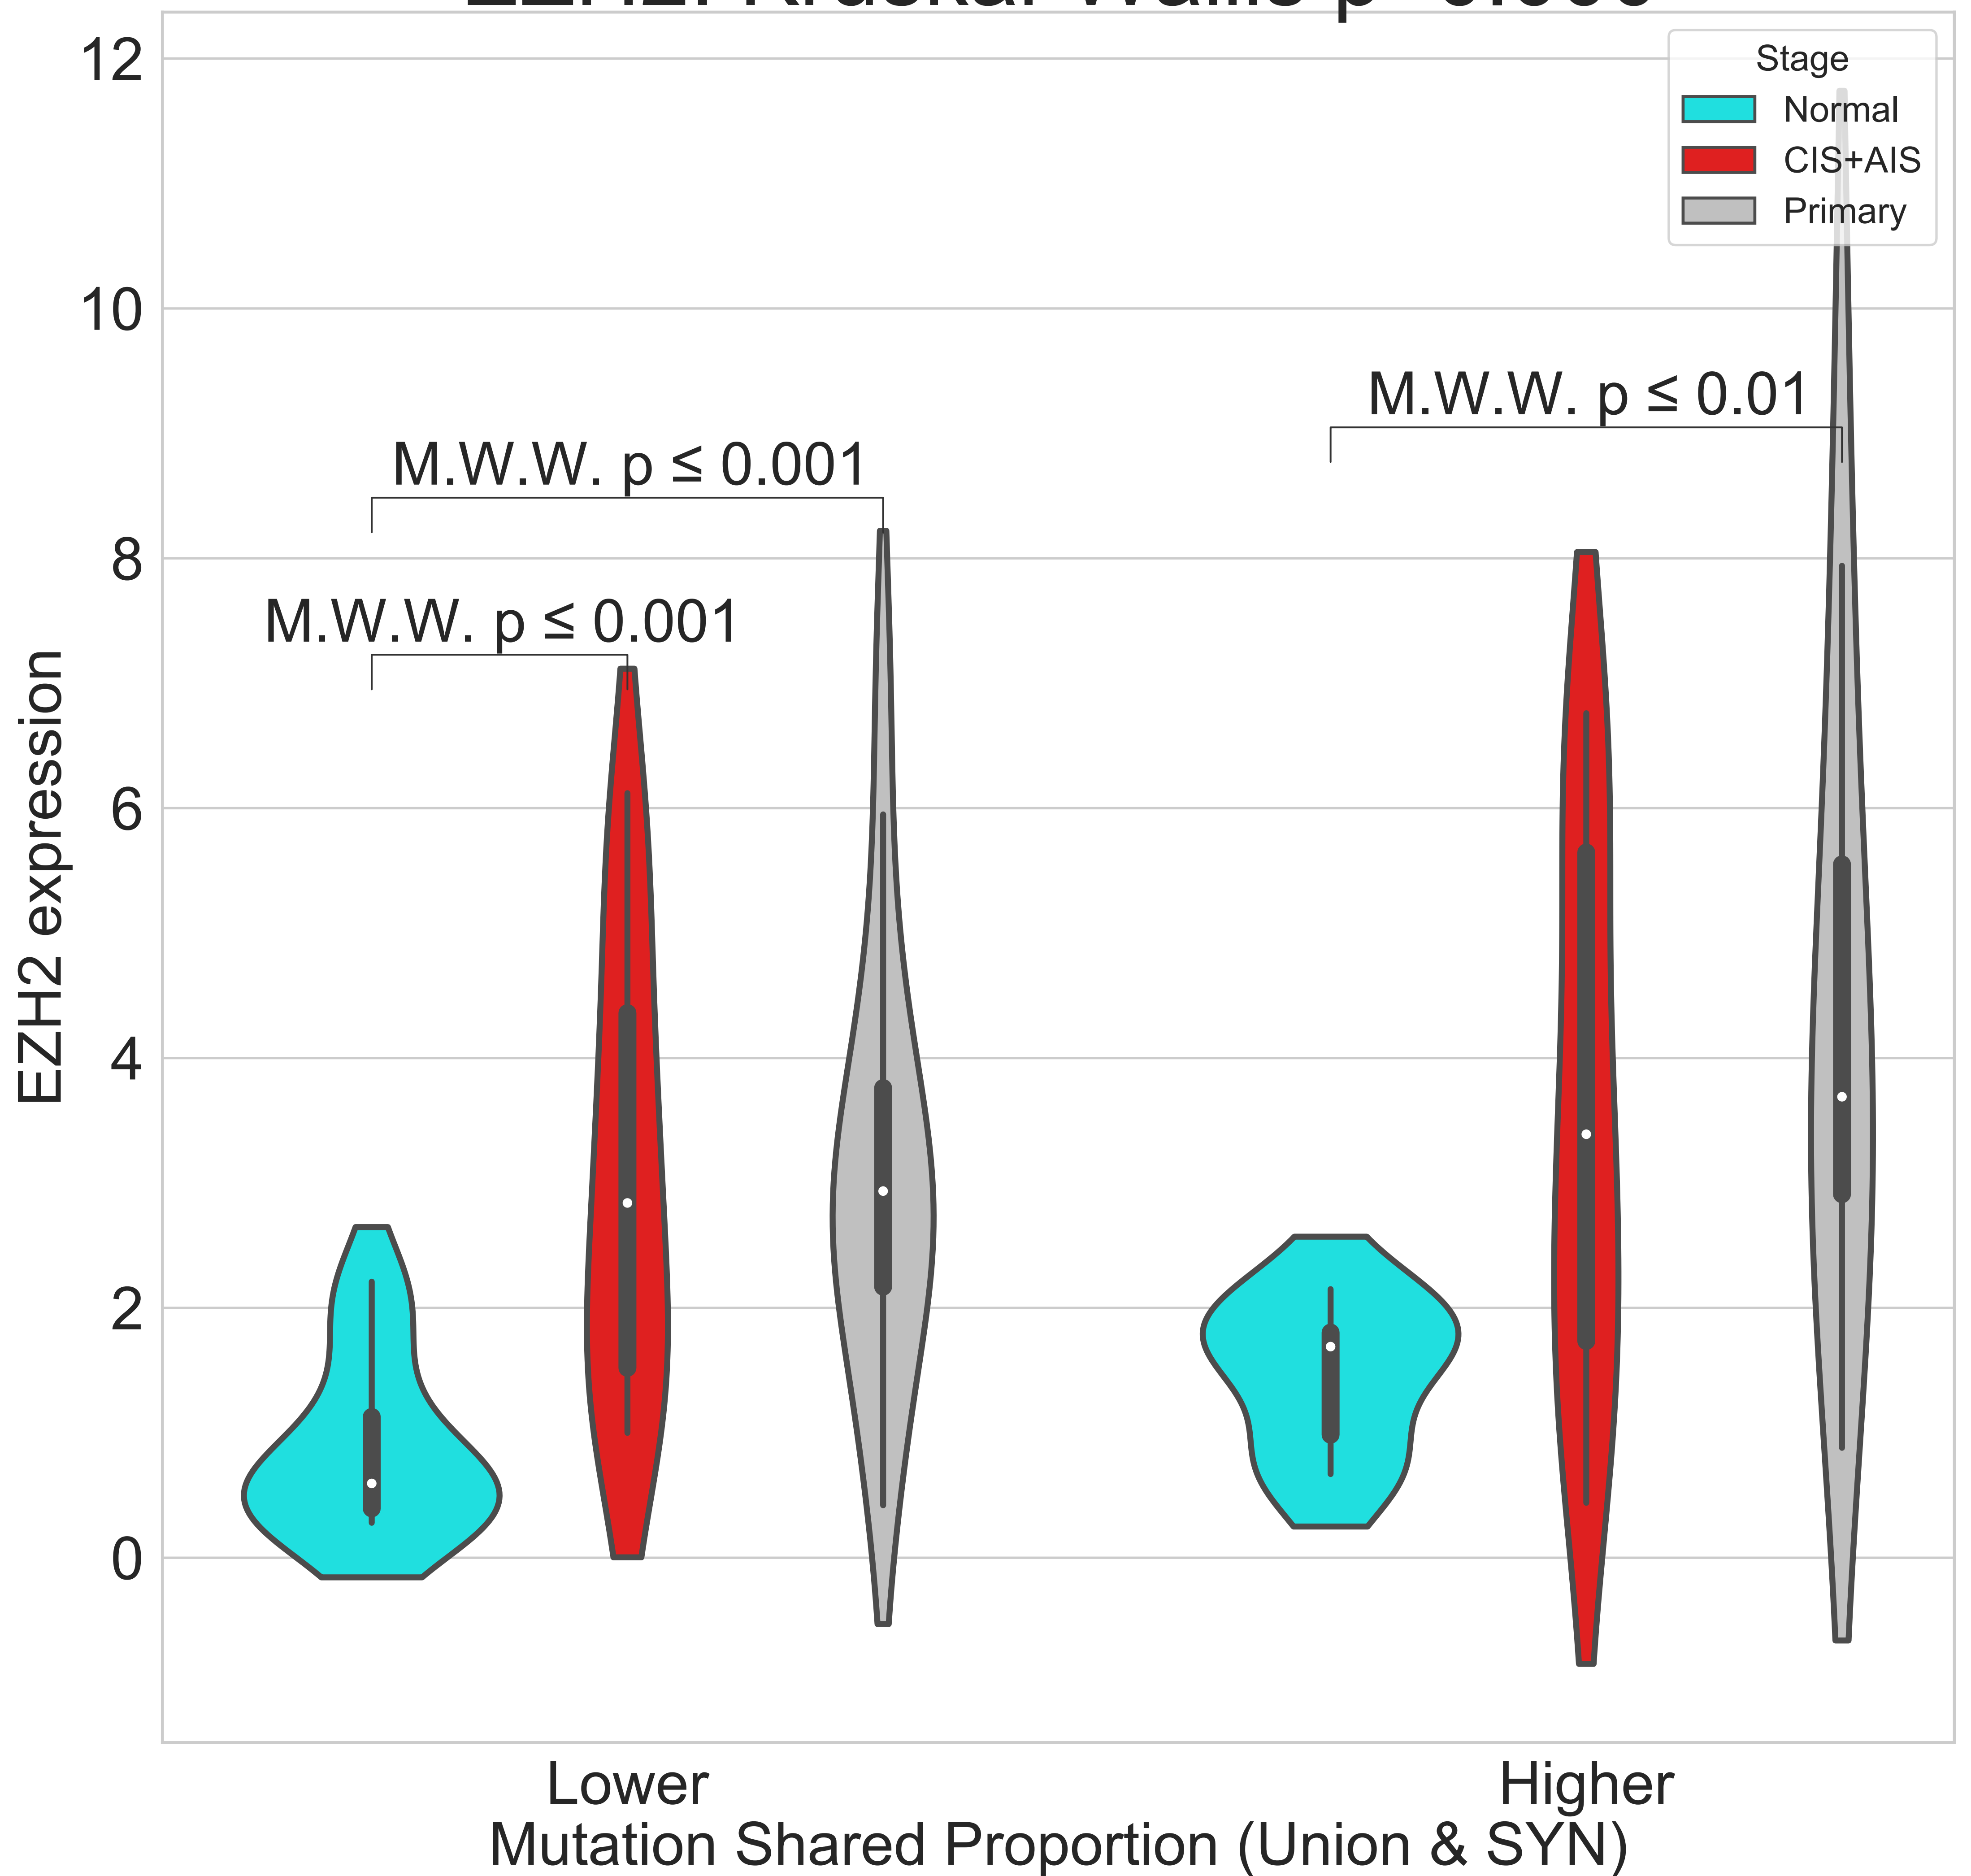 12
10
8
6
4
2
0
EZH2 expression
Stage
Normal
CIS+AIS
Primary
M.W.W. p ≤ 0.01
M.W.W. p ≤ 0.001
M.W.W. p ≤ 0.001
Lower
Higher
Mutation Shared Proportion (Union & SYN)